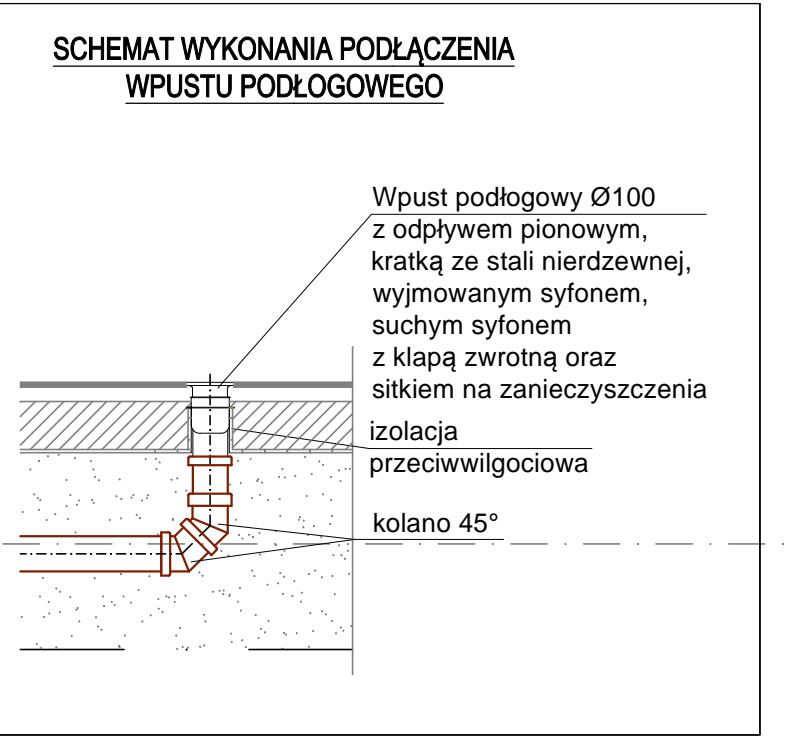 SCHEMAT WYKONANIA PODŁĄCZENIA
WPUSTU PODŁOGOWEGO
Wpust podłogowy Ø100
z odpływem pionowym,
kratką ze stali nierdzewnej,
wyjmowanym syfonem,
suchym syfonem
z klapą zwrotną oraz
sitkiem na zanieczyszczenia
izolacja
przeciwwilgociowa
kolano 45°